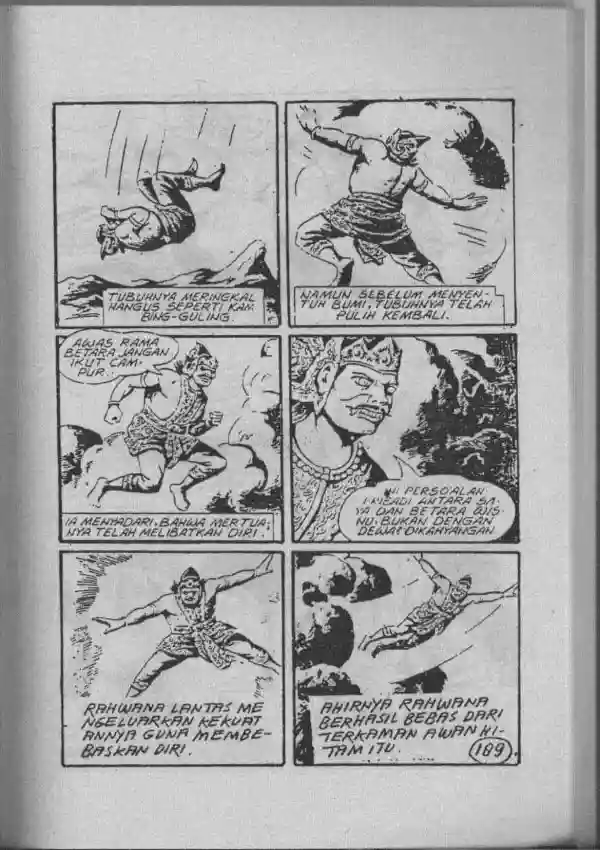 TUBUHNYA MERINGKAL
HANGUS SEPERTI KAM
BING-GULING.
NAMUN SEBELUM MENYEN-
TUH BUMI, TUBUHNYA TELAH
PULIH KEMBALI.
AWAS RAMA
BETARA JANGAN
IKUT CAM-
PUR..
IA MENYADARI, BAHWA MERTUA-
NYA TELAH MELIBATKAN DIRI.
INI PERSOALAN
PRIBADI ANTARA SA-
YA DAN BETARA WIS-
NU. BUKAN DENGAN
DEWA² DIKAHYANGAN
RAHWANA LANTAS ME
NGELUARKAN KEKUAT
ANNYA GUNA MEMBE-
BASKAN DIRI.
AHIRNYA RAHWANA
BERHASIL BEBAS DARI
TERKAMAN AWAN HI-
TAM ITU.
189